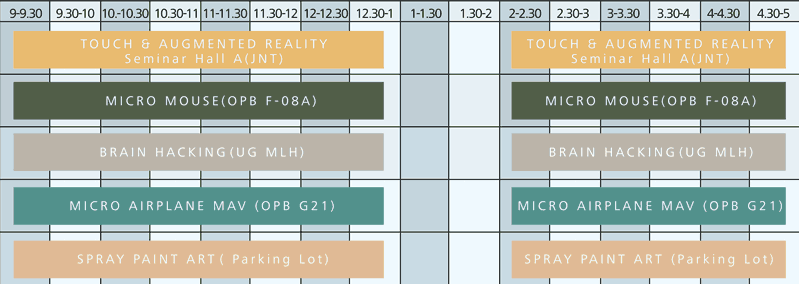 9-9.30 9.30-10 10.-10.30 10.30-11 11-11.30 11.30-12 12-12.30 12.30-1 1-1.30 1.30-2 2-2.30 2.30-3 3-3.30 3.30-4 4-4.30 4.30-5
TOUCH & AUGMENTED REALITY TOUCH & AUGMENTED REALITY
Seminar Hall A(JNT) Seminar Hall A(JNT)
MICRO MOUSE(OPB F-08A) MICRO MOUSE(OPB F-08A)
BRAIN HACKING(UG MLH) BRAIN HACKING(UG MLH)
MICRO AIRPLANE MAV (OPB G21) MICRO AIRPLANE MAV (OPB G21)
SPRAY PAINT ART( Parking Lot) SPRAY PAINT ART (Parking Lot)